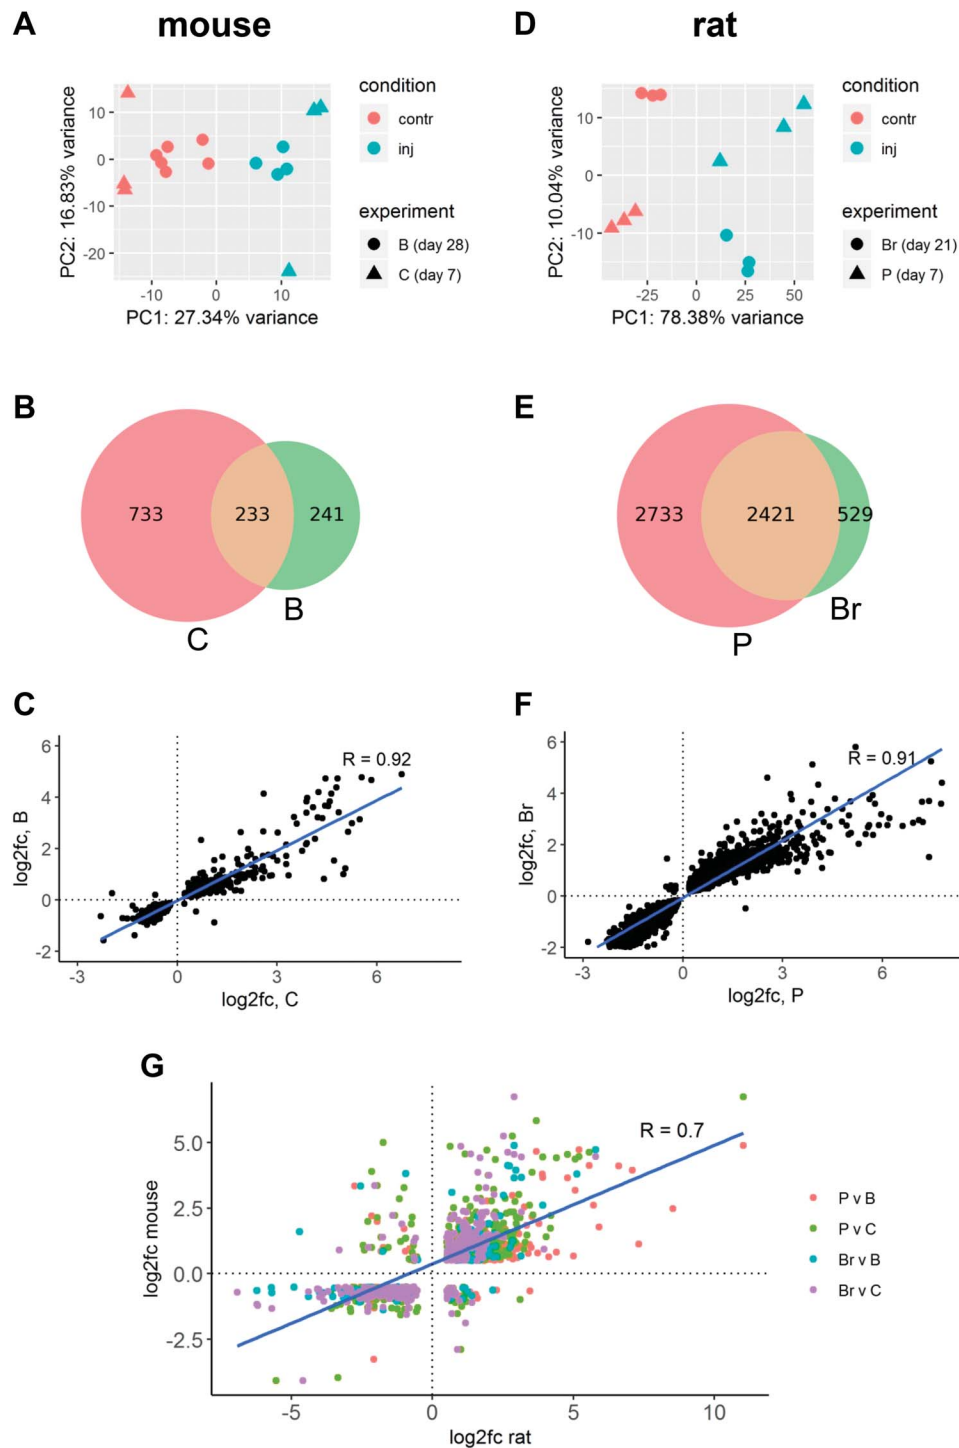 A mouse
D rat
PC2: 16.83% variance
10
0
-10
-20
-10 0 10
PC1: 27.34% variance
condition
contr
inj
experiment
B (day 28)
C (day 7)
PC2: 10.04% variance
10
0
-10
-25 0 25 50
PC1: 78.38% variance
condition
contr
inj
experiment
Br (day 21)
P (day 7)
B
733 233 241
C B
E
2733 2421 529
P Br
C
log2fc, B
6
4
2
0
-2
R = 0.92
-3 0 3 6
log2fc, C
F
log2fc, Br
6
4
2
0
-2
R = 0.91
-3 0 3 6
log2fc, P
G
log2fc mouse
5.0
2.5
0.0
-2.5
R = 0.7
-5 0 5 10
log2fc rat
P v B
P v C
Br v B
Br v C